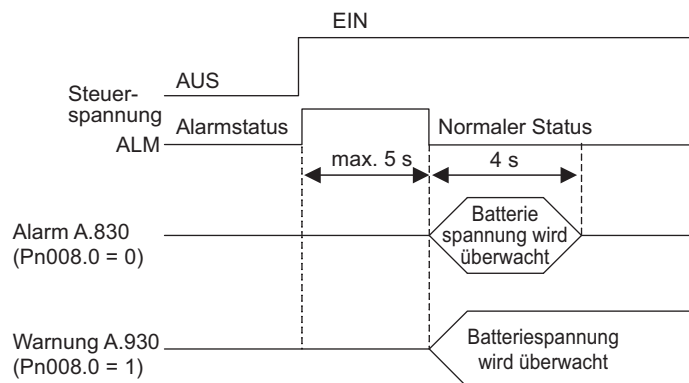 EIN
AUS
Steuer-
spannung
ALM
Alarmstatus
Normaler Status
max. 5 s
4 s
Alarm A.830
(Pn008.0 = 0)
Batterie
spannung wird
überwacht
Warnung A.930
(Pn008.0 = 1)
Batteriespannung
wird überwacht